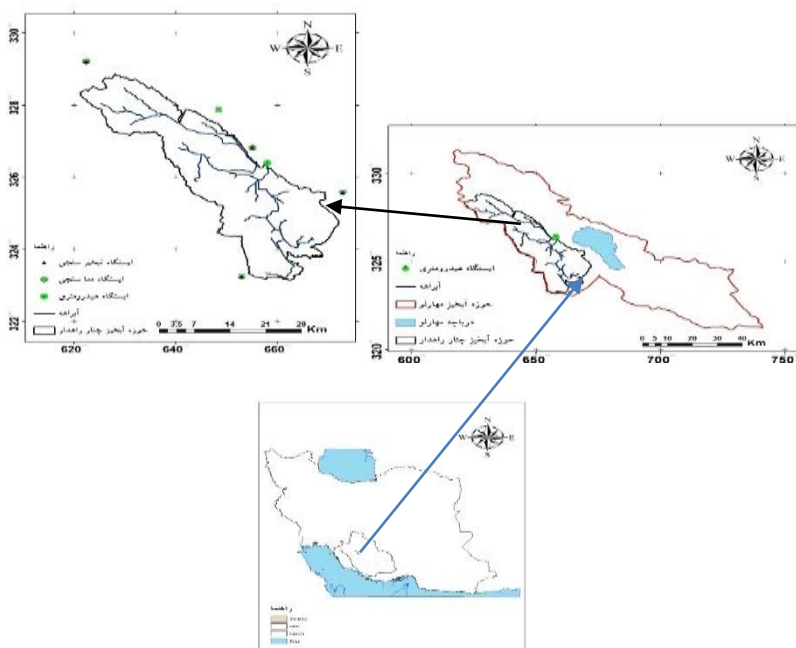 330
328
326
324
322
620
640
660
N
W
E
S
راهنما
ایستگاه تبخیر سنجی
ایستگاه دما سنجی
ایستگاه هیدرومتری
آبراهه
حوزه آبخیز چنار راهدار
0 3.5 7 14 21 28
Km
330
325
320
600
650
700
750
N
W
E
S
راهنما
ایستگاه هیدرومتری
آبراهه
حوزه آبخیز مهارلو
دریاچه مهارلو
حوزه آبخیز چنار راهدار
0 5 10 20 30 40
Km
N
W
E
S
راهنما